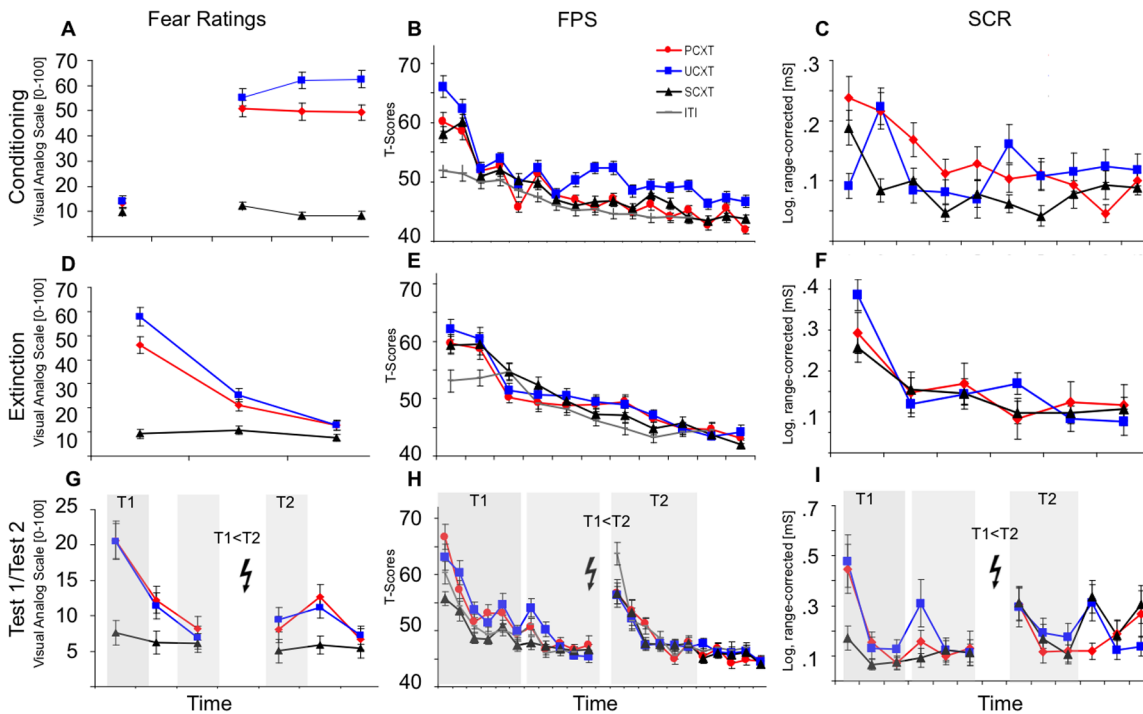 Fear Ratings
FPS
SCR
A
B
C
Conditioning
Visual Analog Scale [0-100]
70
60
50
40
30
20
10
T-Scores
70
60
50
40
PCXT
UCXT
SCXT
ITI
Log, range-corrected [mS]
.3
.2
.1
0
D
E
F
Extinction
Visual Analog Scale [0-100]
70
60
50
40
30
20
10
T-Scores
70
60
50
40
Log, range-corrected [mS]
.4
.3
.2
.1
0
G
H
I
Test 1/Test 2
Visual Analog Scale [0-100]
25
20
15
10
5
T1
T2
T1<T2
T-Scores
70
60
50
40
T1
T2
T1<T2
Log, range-corrected [mS]
.7
.5
.3
.1
T1
T2
T1<T2
Time
Time
Time